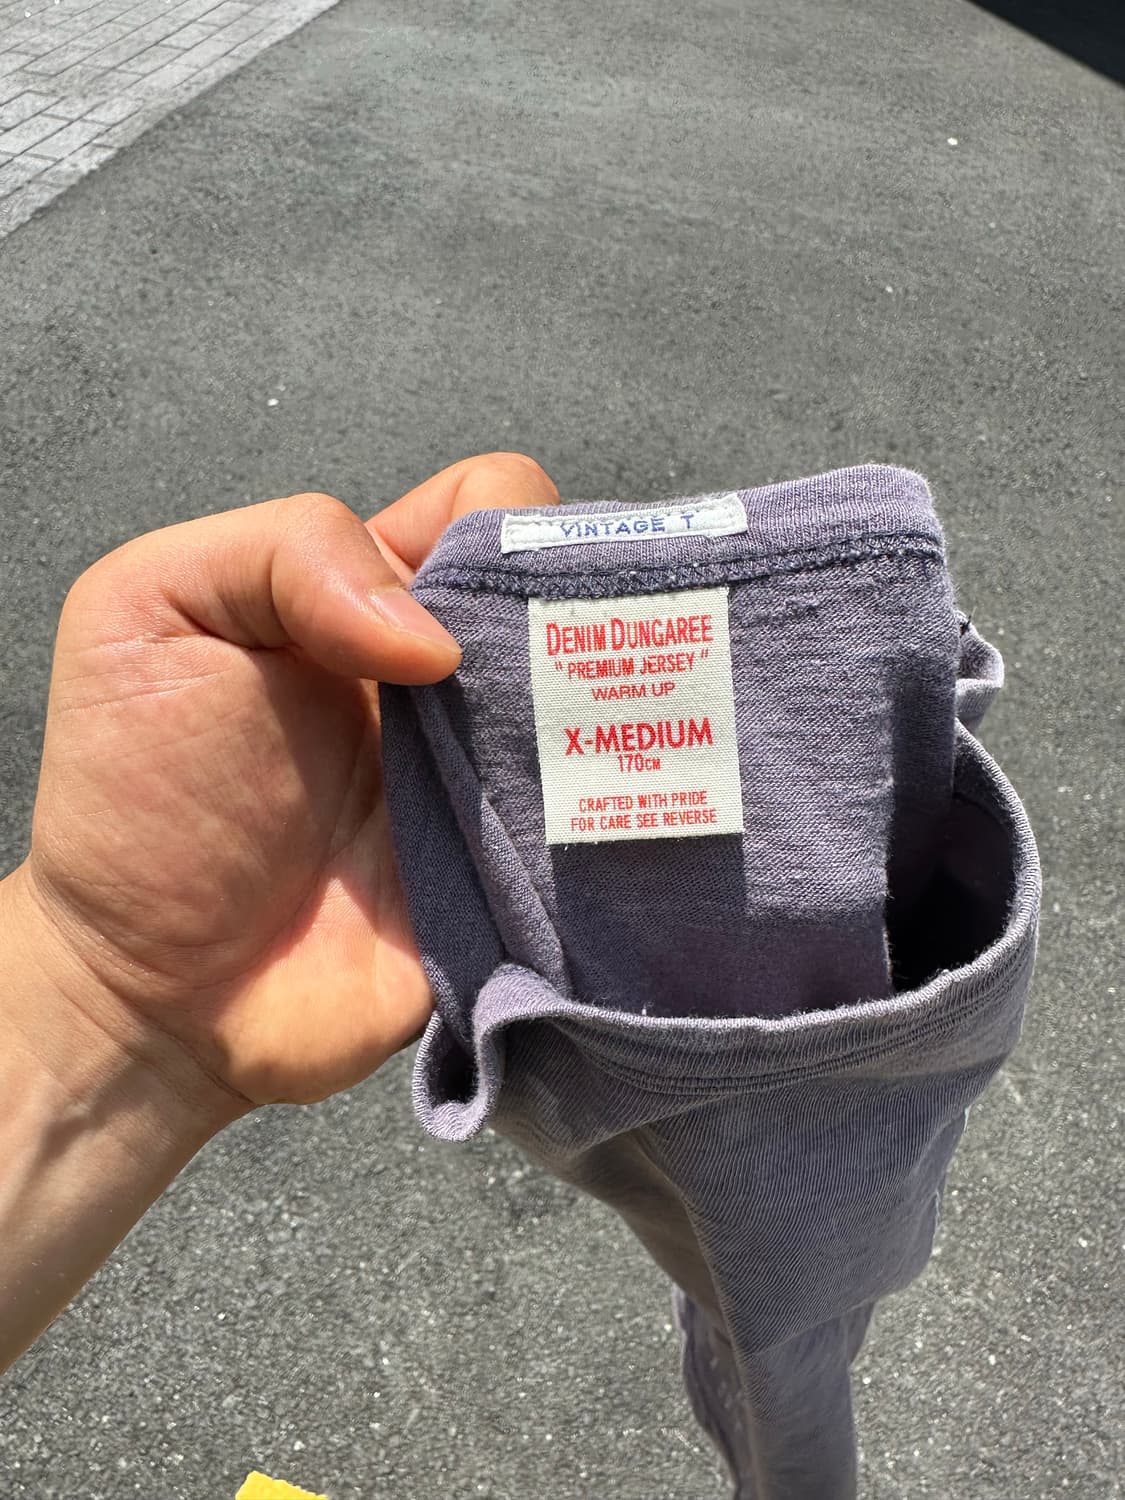 VINTAGE T
DENIM DUNGAREE
"PREMIUM JERSEY"
WARM UP
X-MEDIUM
170CM
CRAFTED WITH PRIDE
FOR CARE SEE REVERSE